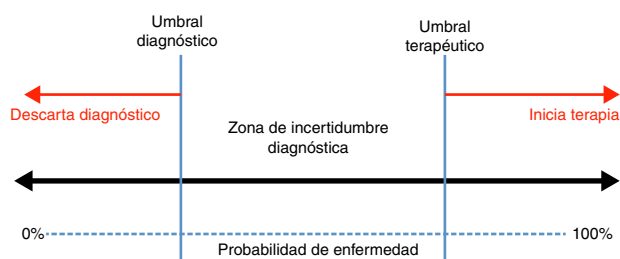 Umbral
diagnóstico
Umbral
terapéutico
Descarta diagnóstico
Inicia terapia
Zona de incertidumbre
diagnóstica
0%
100%
Probabilidad de enfermedad